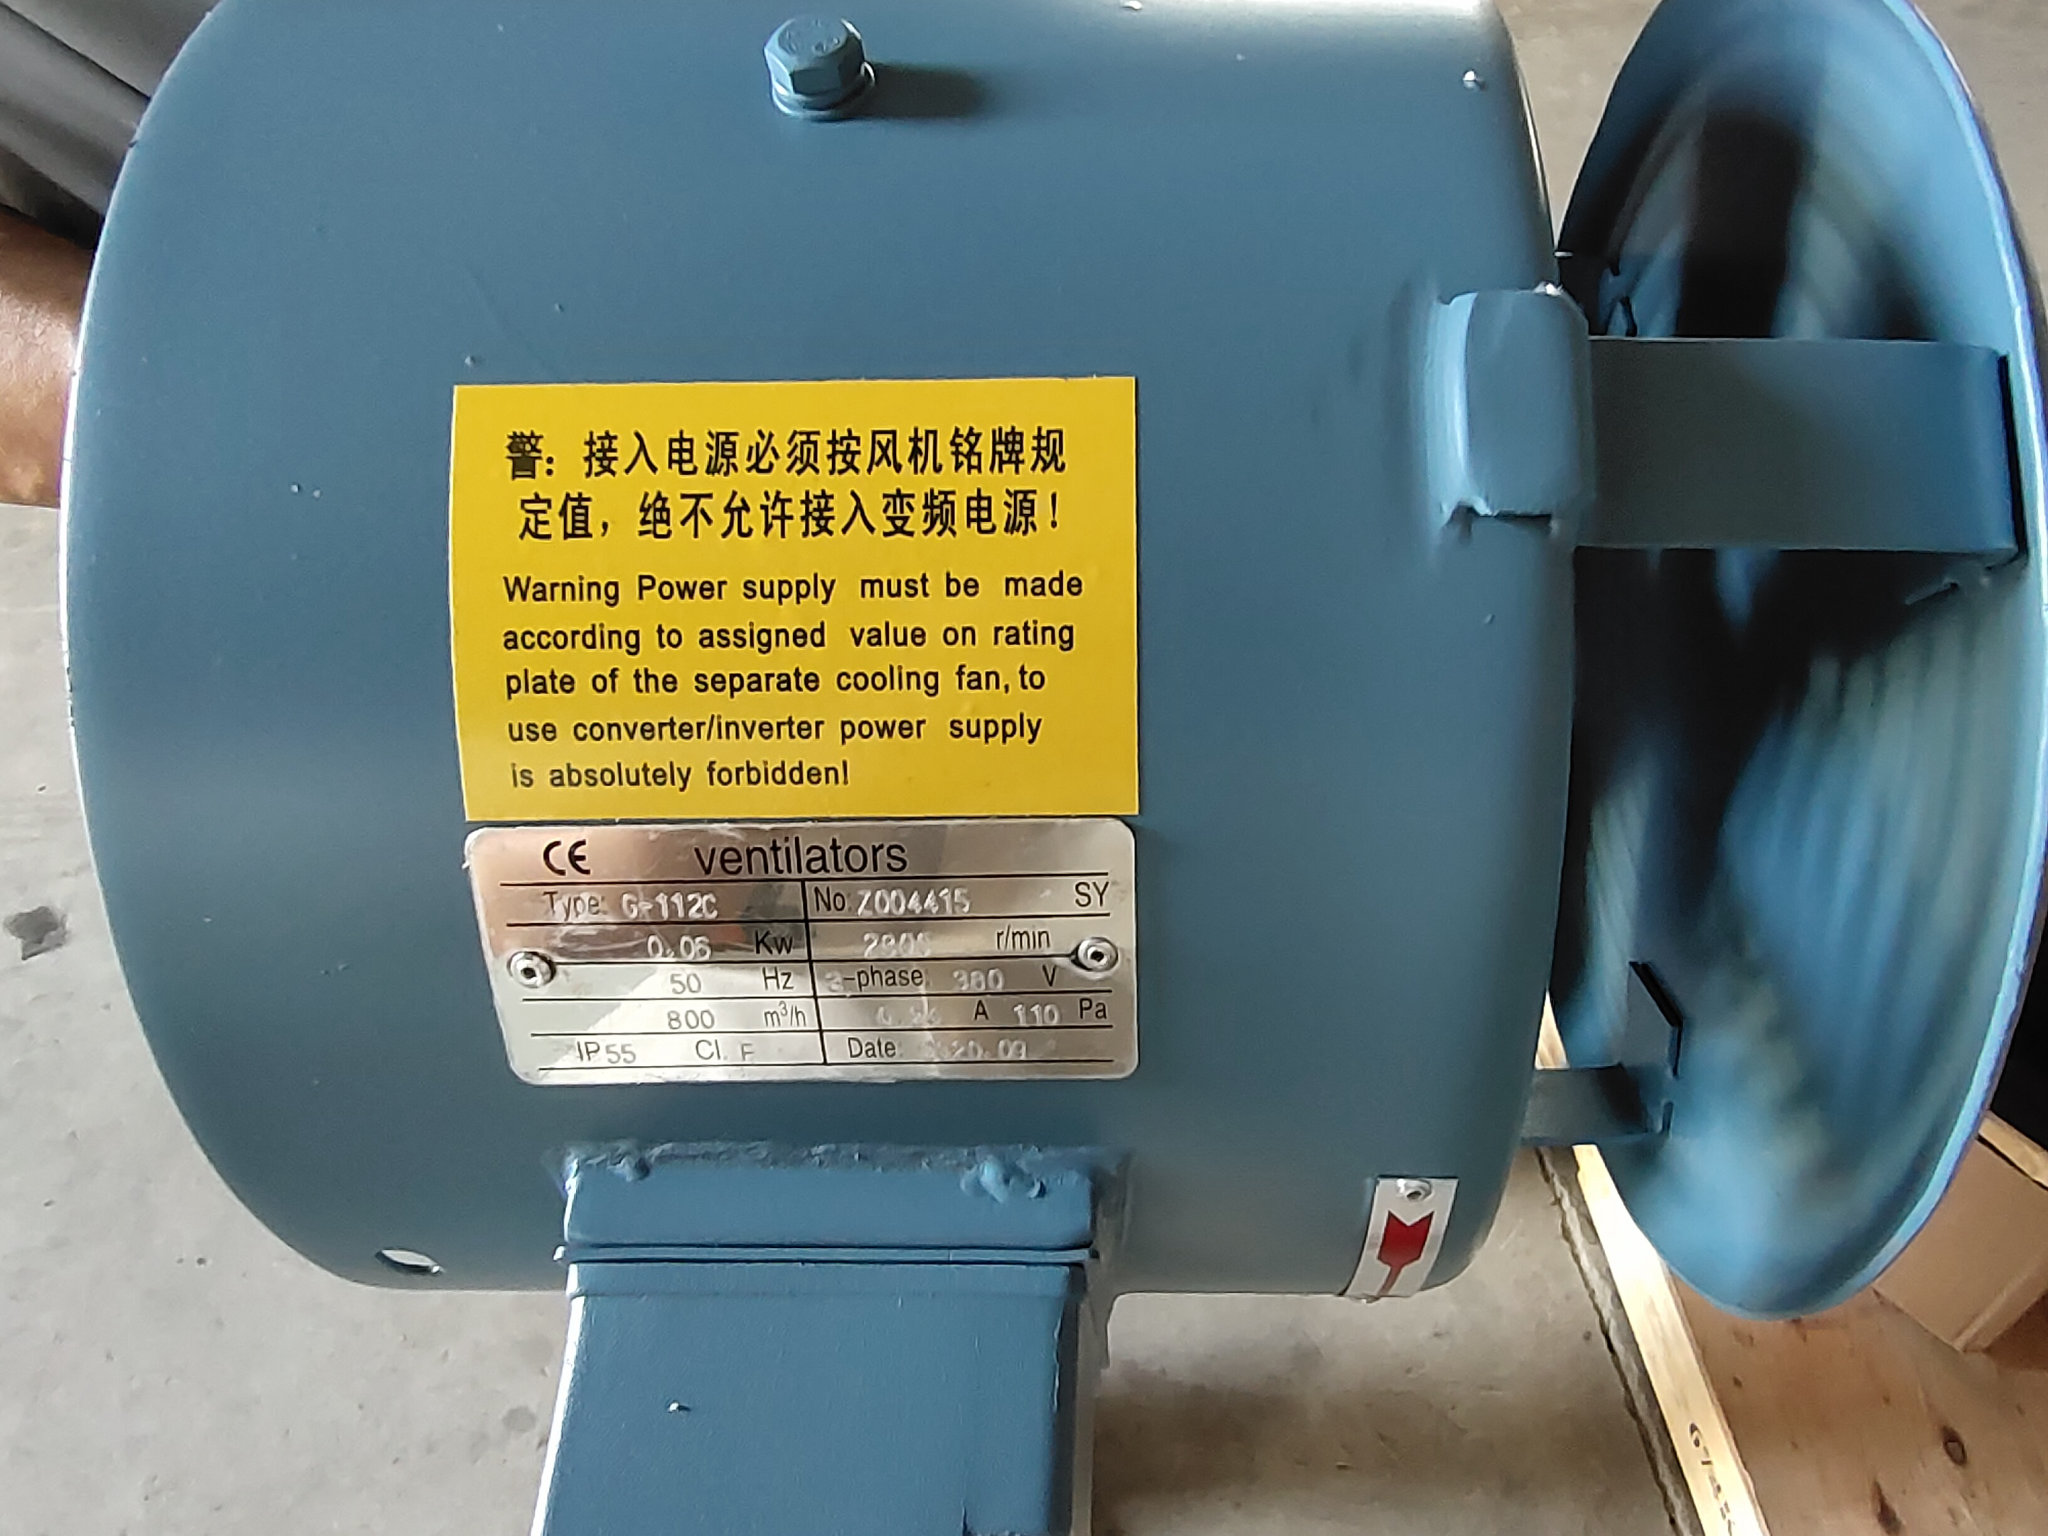 警：接入电源必须按风机铭牌规
定值，绝不允许接入变频电源！
Warning Power supply must be made
according to assigned value on rating
plate of the separate cooling fan, to
use converter/inverter power supply
is absolutely forbidden!
CE ventilators
Type: G-112C No: Z004415 SY
Kw r/min
50 Hz 3-phase 380 V
800 m³/h A 110 Pa
IP 55 Cl. F Date: